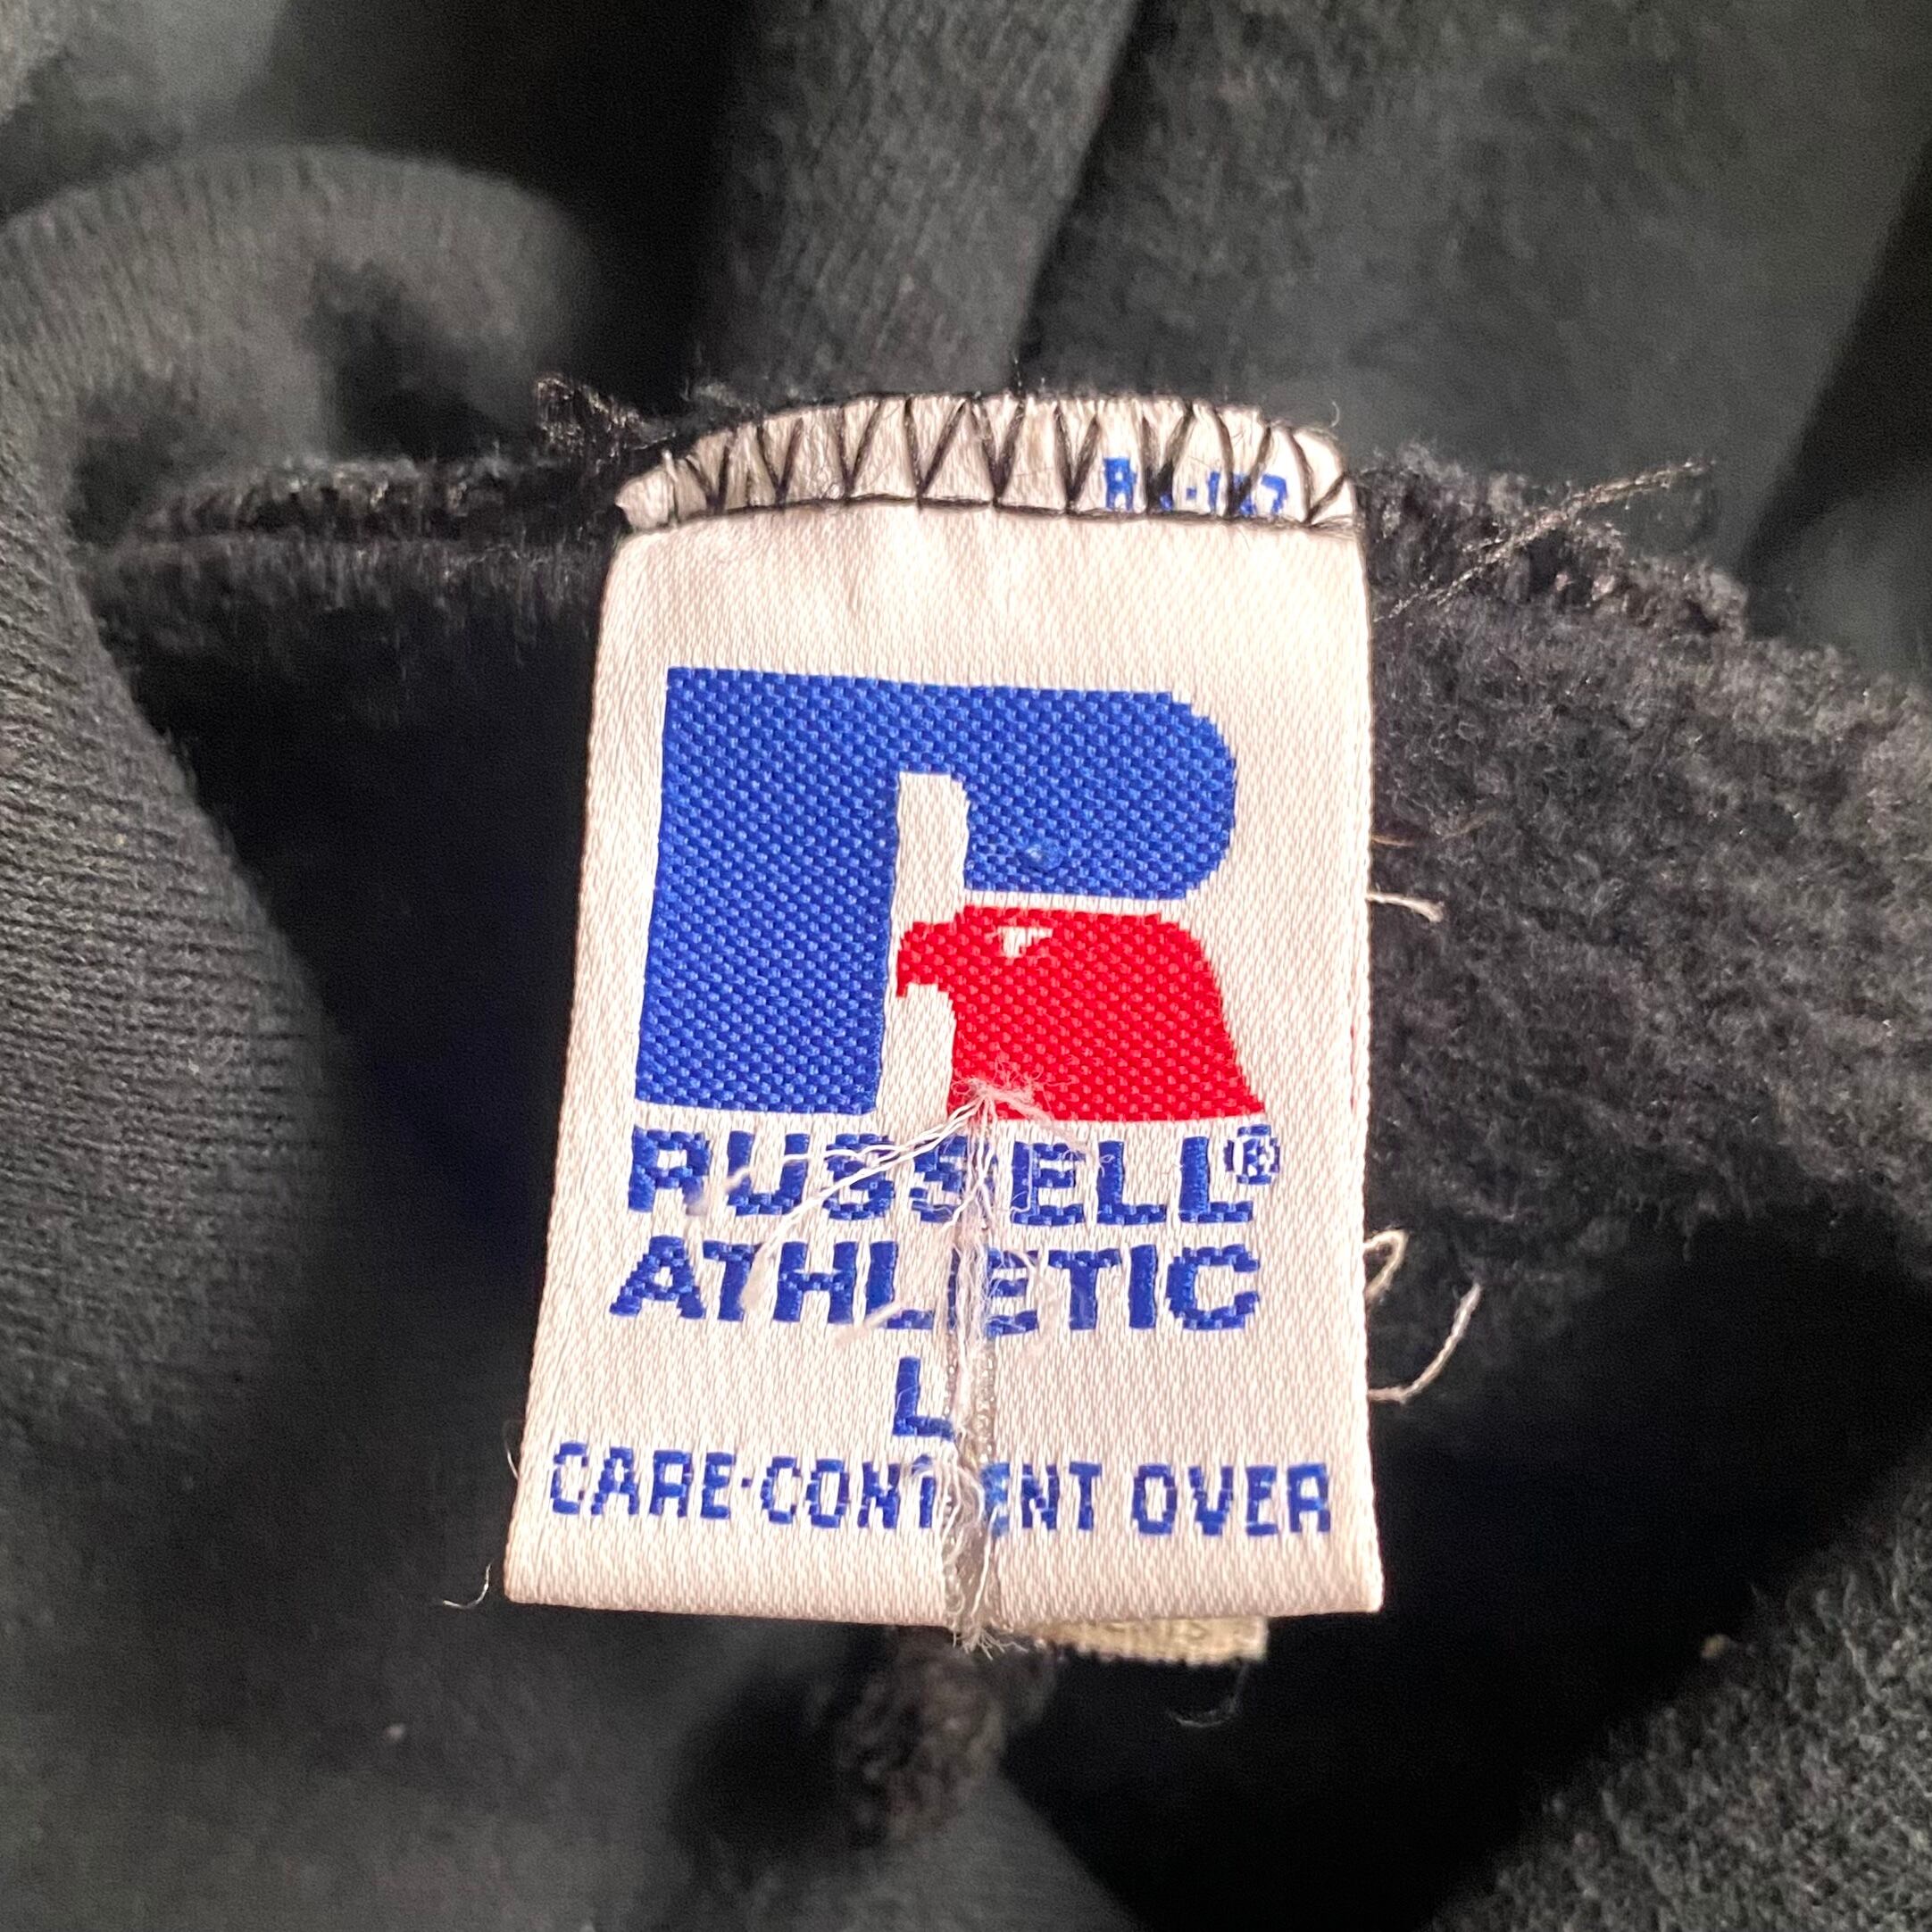 RUSSELL®
ATHLETIC
L
CARE·CONTENT OVER